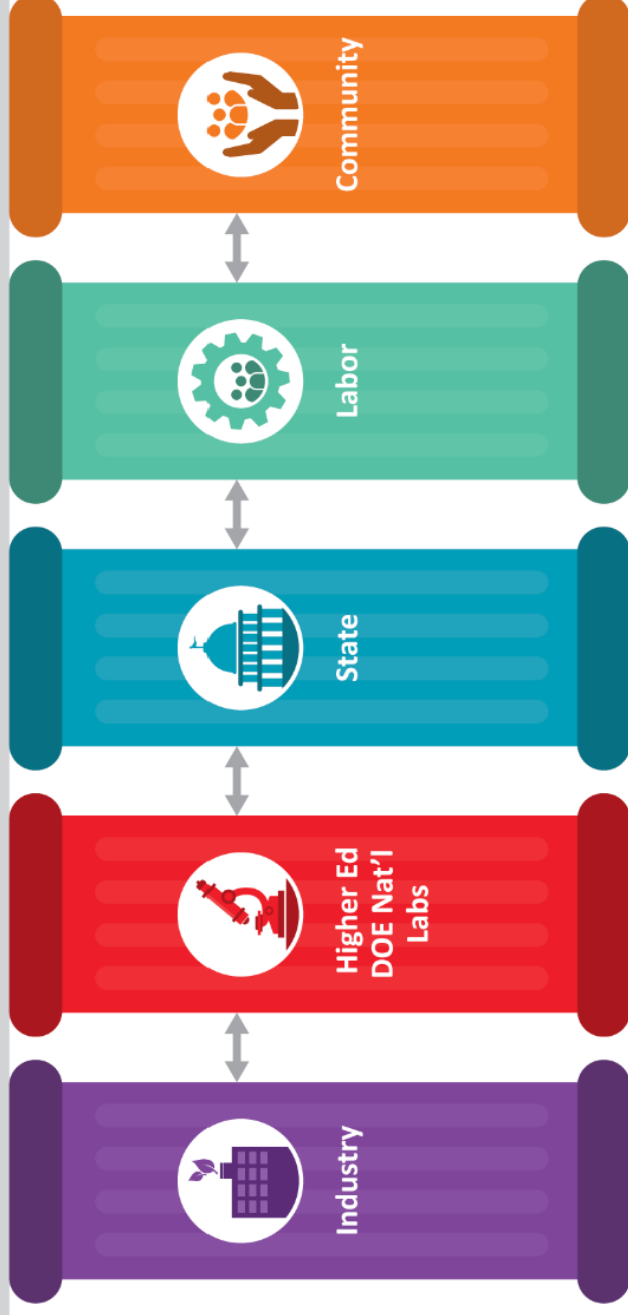 Industry
Higher Ed
DOE Nat'l
Labs
State
Labor
Community